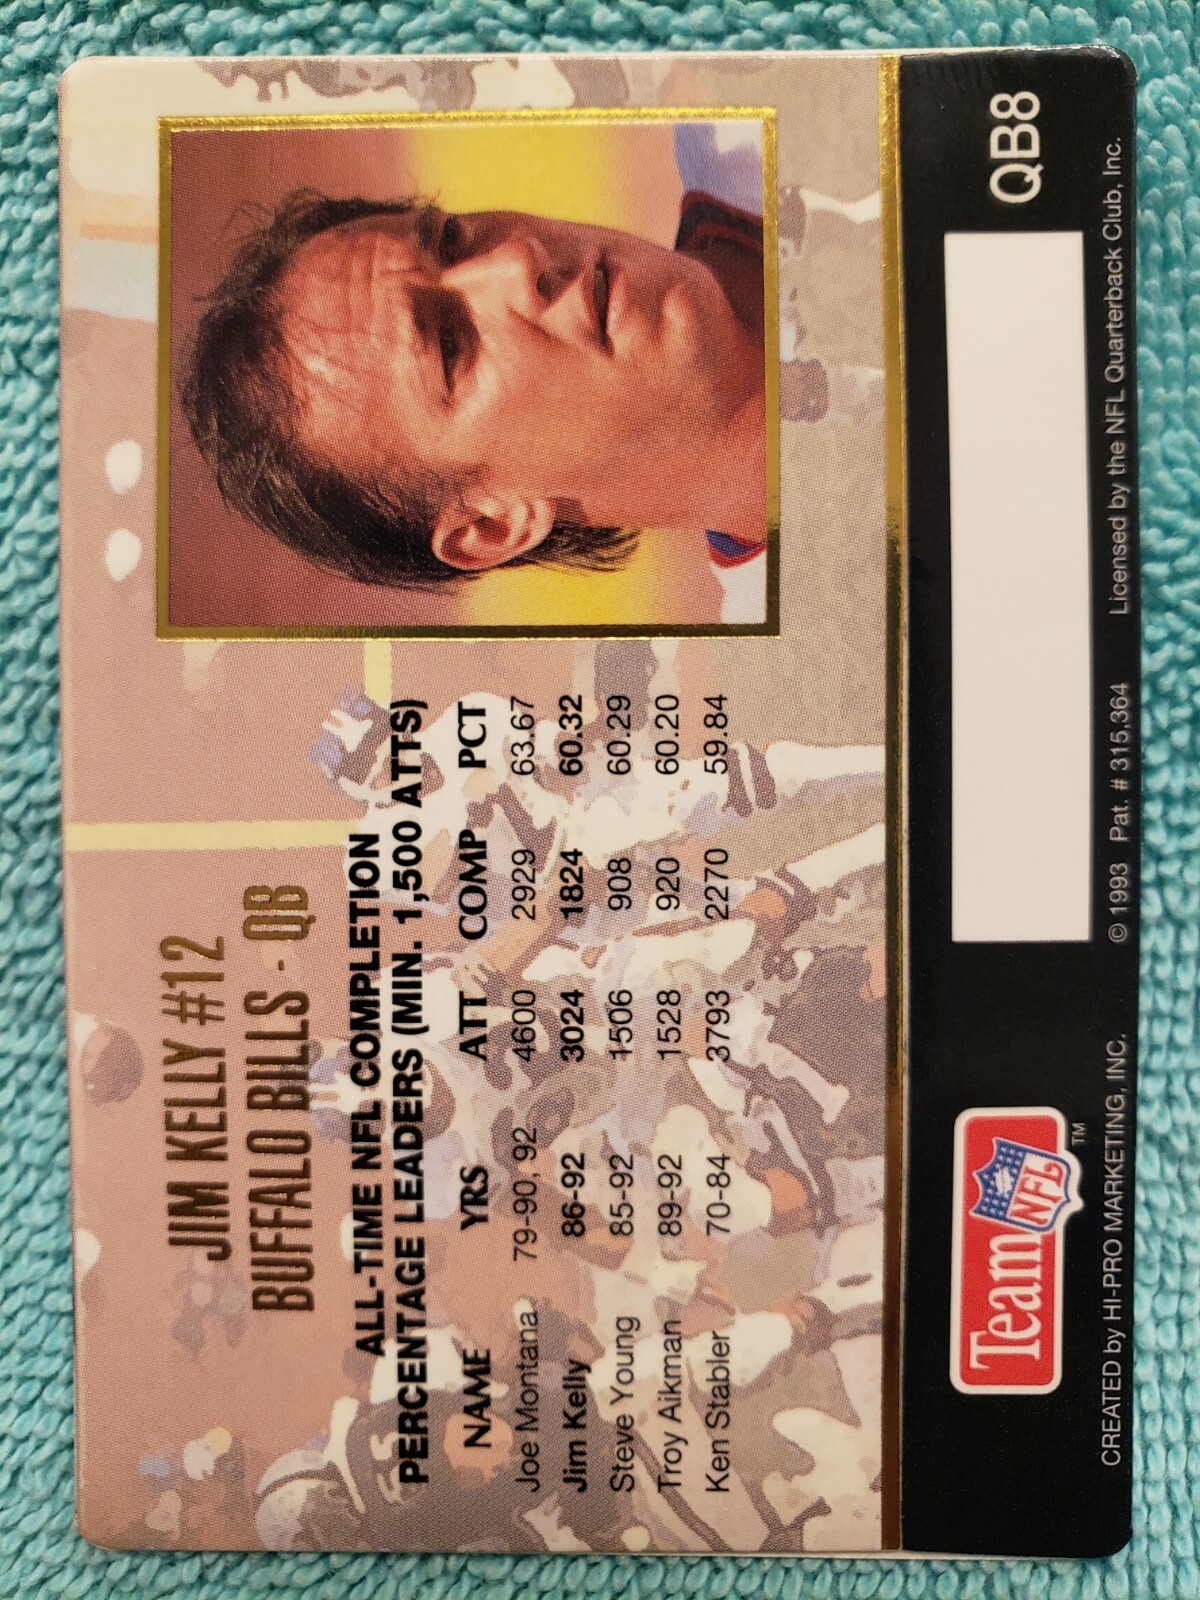 JIM KELLY #12
BUFFALO BILLS - QB
ALL-TIME NFL COMPLETION
PERCENTAGE LEADERS (MIN. 1,500 ATTS)
NAME YRS ATT COMP PCT
Joe Montana 79-90, 92 4600 2929 63.67
Jim Kelly 86-92 3024 1824 60.32
Steve Young 85-92 1506 908 60.29
Troy Aikman 89-92 1528 920 60.20
Ken Stabler 70-84 3793 2270 59.84
Team NFL TM
QB8
CREATED by HI-PRO MARKETING, INC. © 1993 Pat. # 315,364 Licensed by the NFL Quarterback Club, Inc.